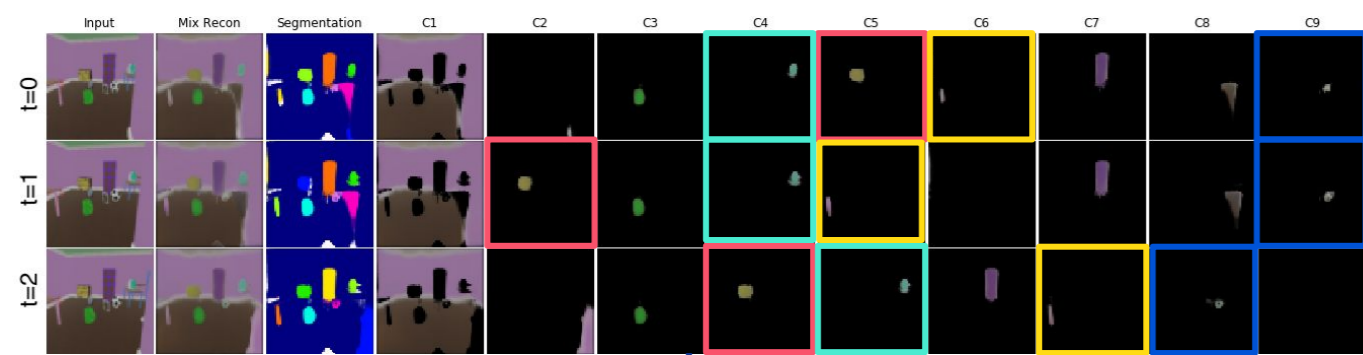 Input Mix Recon Segmentation C1 C2 C3 C4 C5 C6 C7 C8 C9
t=0
t=1
t=2